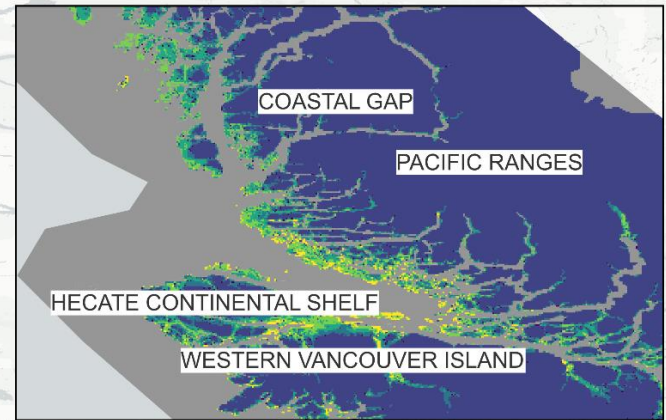 COASTAL GAP
PACIFIC RANGES
HECATE CONTINENTAL SHELF
WESTERN VANCOUVER ISLAND